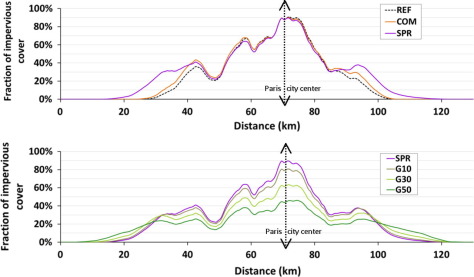 Fraction of impervious
cover
100%
80%
60%
40%
20%
0%
REF
COM
SPR
Paris city center
0 20 40 60 80 100 120
Distance (km)
Fraction of impervious
cover
100%
80%
60%
40%
20%
0%
SPR
G10
G30
G50
Paris city center
0 20 40 60 80 100 120
Distance (km)